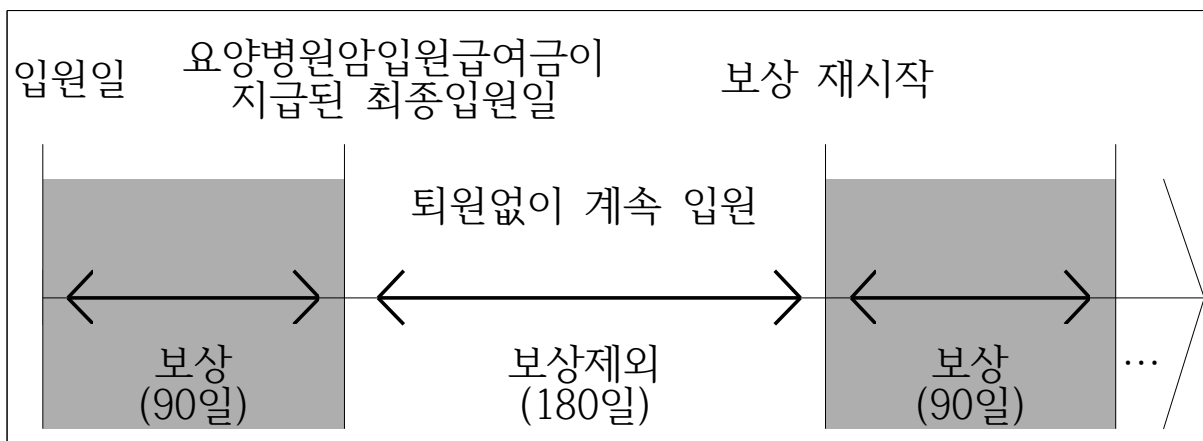 입원일
요양병원암입원급여금이
지급된 최종입원일
보상 재시작
퇴원없이 계속 입원
보상
(90일)
보상제외
(180일)
보상
(90일)
…